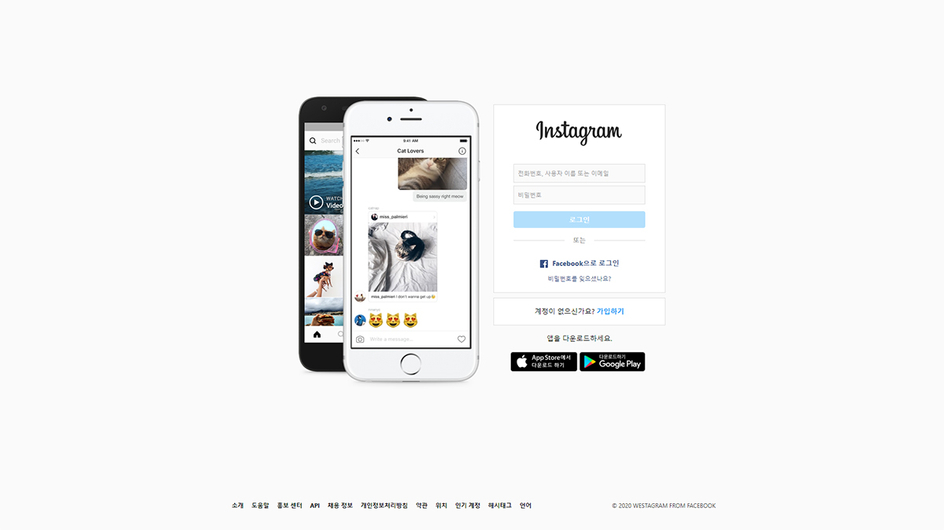 Search
WATCH
Video
9:41 AM
Cat Lovers
Being sassy right meow
miss_palmieri
miss_palmieri I don't wanna get up
Write a message...
Instagram
전화번호, 사용자 이름 또는 이메일
비밀번호
로그인
또는
Facebook으로 로그인
비밀번호를 잊으셨나요?
계정이 없으신가요? 가입하기
앱을 다운로드하세요.
App Store에서
다운로드 하기
다운로드하기
Google Play
소개 도움말 홍보 센터 API 채용 정보 개인정보처리방침 약관 위치 인기 계정 해시태그 언어
© 2020 WESTAGRAM FROM FACEBOOK